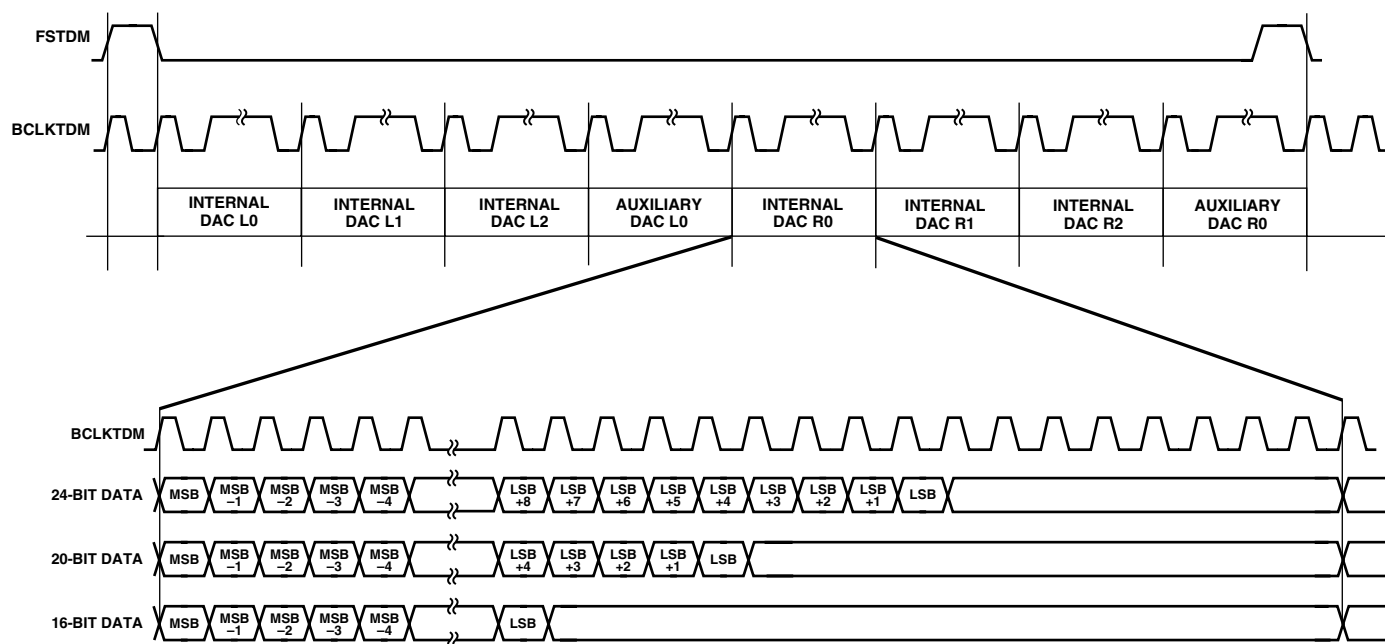 FSTDM
BCLKTDM
INTERNAL DAC L0
INTERNAL DAC L1
INTERNAL DAC L2
AUXILIARY DAC L0
INTERNAL DAC R0
INTERNAL DAC R1
INTERNAL DAC R2
AUXILIARY DAC R0
BCLKTDM
24-BIT DATA MSB MSB –1 MSB –2 MSB –3 MSB –4 LSB +8 LSB +7 LSB +6 LSB +5 LSB +4 LSB +3 LSB +2 LSB +1 LSB
20-BIT DATA MSB MSB –1 MSB –2 MSB –3 MSB –4 LSB +4 LSB +3 LSB +2 LSB +1 LSB
16-BIT DATA MSB MSB –1 MSB –2 MSB –3 MSB –4 LSB